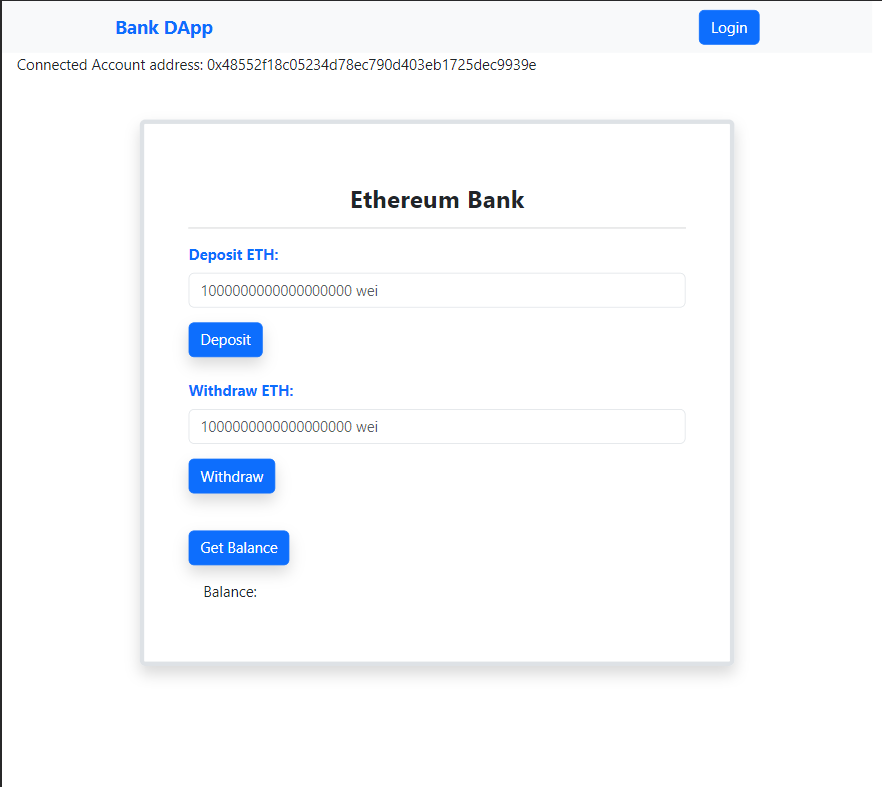 Bank DApp
Login
Connected Account address: 0x48552f18c05234d78ec790d403eb1725dec9939e
Ethereum Bank
Deposit ETH:
1000000000000000000 wei
Deposit
Withdraw ETH:
1000000000000000000 wei
Withdraw
Get Balance
Balance: